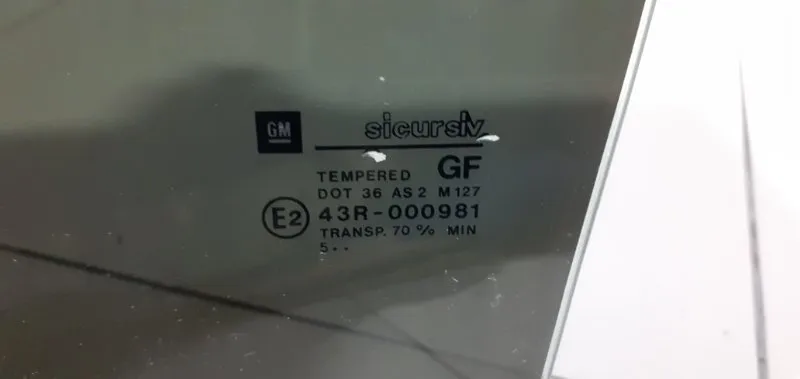 GM
sicursiv
TEMPERED GF
DOT 36 AS2 M127
E2 43R-000981
TRANSP. 70 % MIN
5..